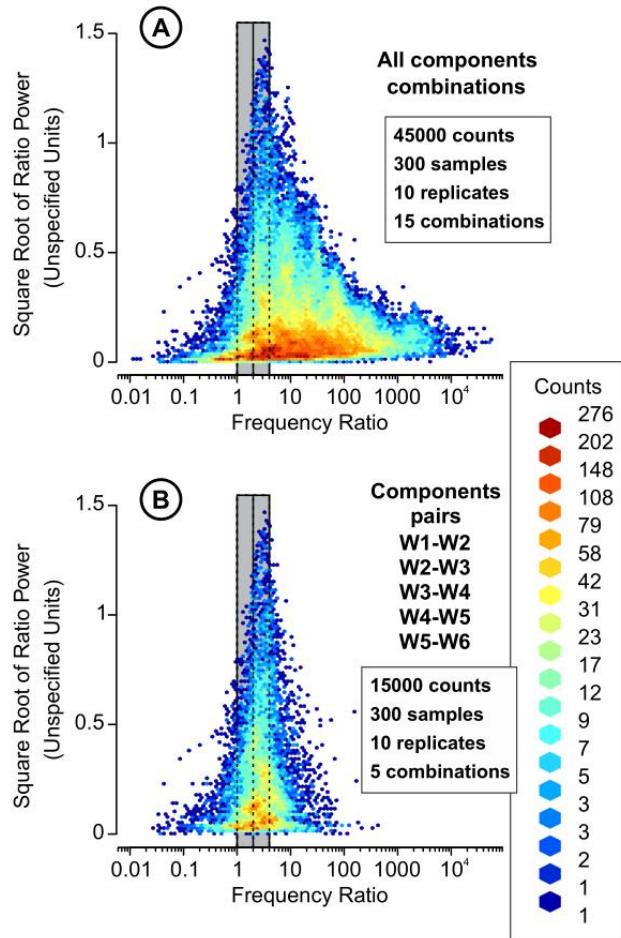 A
Square Root of Ratio Power
(Unspecified Units)
1.5
1
0.5
0
All components
combinations
45000 counts
300 samples
10 replicates
15 combinations
0.01 0.1 1 10 100 1000 10⁴
Frequency Ratio
B
Square Root of Ratio Power
(Unspecified Units)
1.5
1
0.5
0
Components
pairs
W1-W2
W2-W3
W3-W4
W4-W5
W5-W6
15000 counts
300 samples
10 replicates
5 combinations
0.01 0.1 1 10 100 1000 10⁴
Frequency Ratio
Counts
276
202
148
108
79
58
42
31
23
17
12
9
7
5
3
3
2
1
1